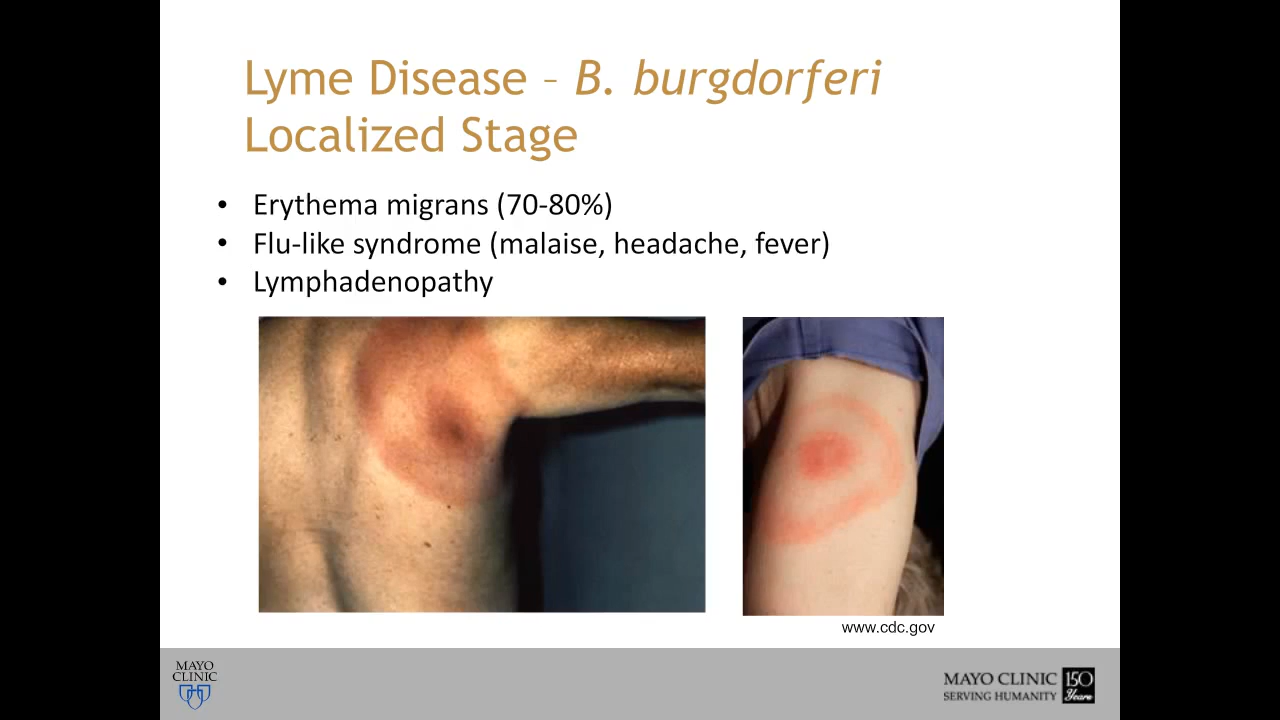 Lyme Disease – B. burgdorferi
Localized Stage
• Erythema migrans (70-80%)
• Flu-like syndrome (malaise, headache, fever)
• Lymphadenopathy
www.cdc.gov
MAYO
CLINIC
MAYO CLINIC
SERVING HUMANITY
150
Years